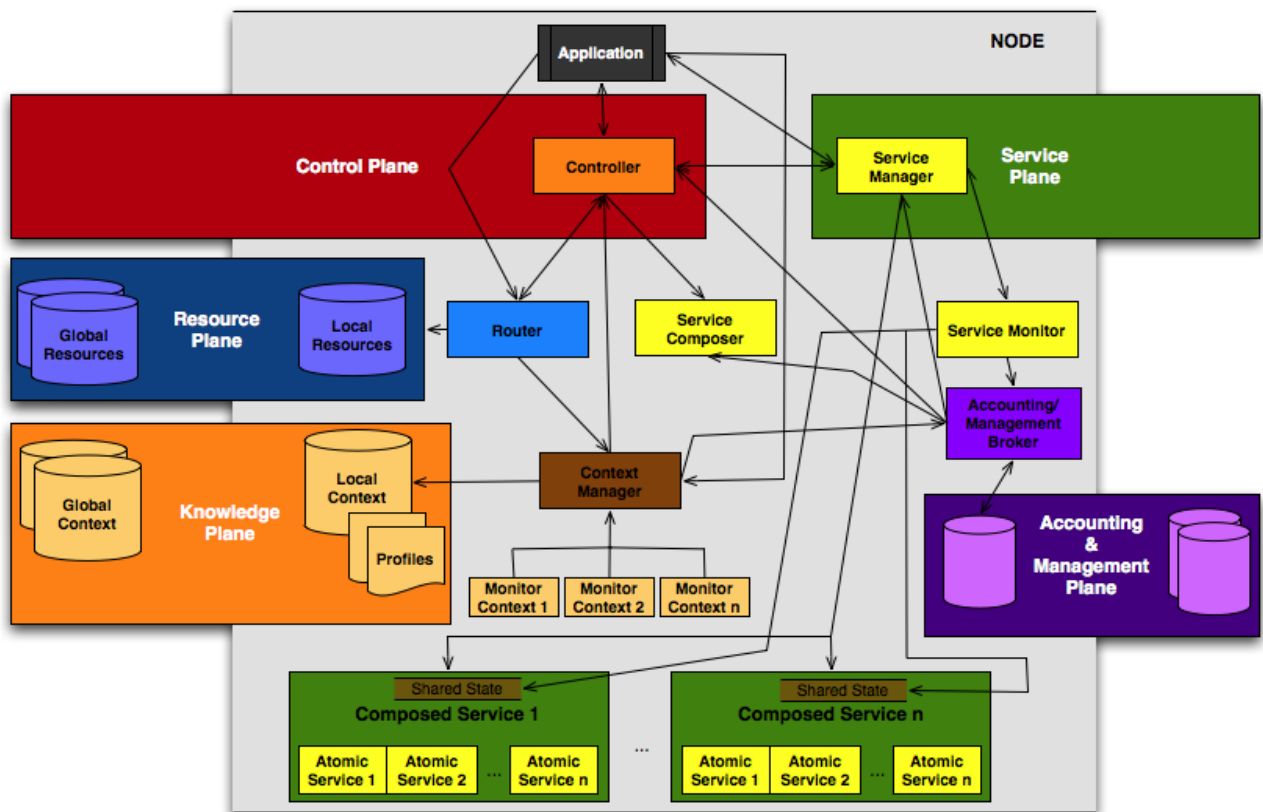 NODE
Application
Control Plane
Controller
Service
Manager
Service
Plane
Global
Resources
Resource
Plane
Local
Resources
Router
Service
Composer
Service Monitor
Accounting/
Management
Broker
Global
Context
Knowledge
Plane
Local
Context
Profiles
Context
Manager
Monitor
Context 1
Monitor
Context 2
Monitor
Context n
Accounting
&
Management
Plane
Shared State
Composed Service 1
Atomic
Service 1
Atomic
Service 2
...
Atomic
Service n
...
Shared State
Composed Service n
Atomic
Service 1
Atomic
Service 2
...
Atomic
Service n